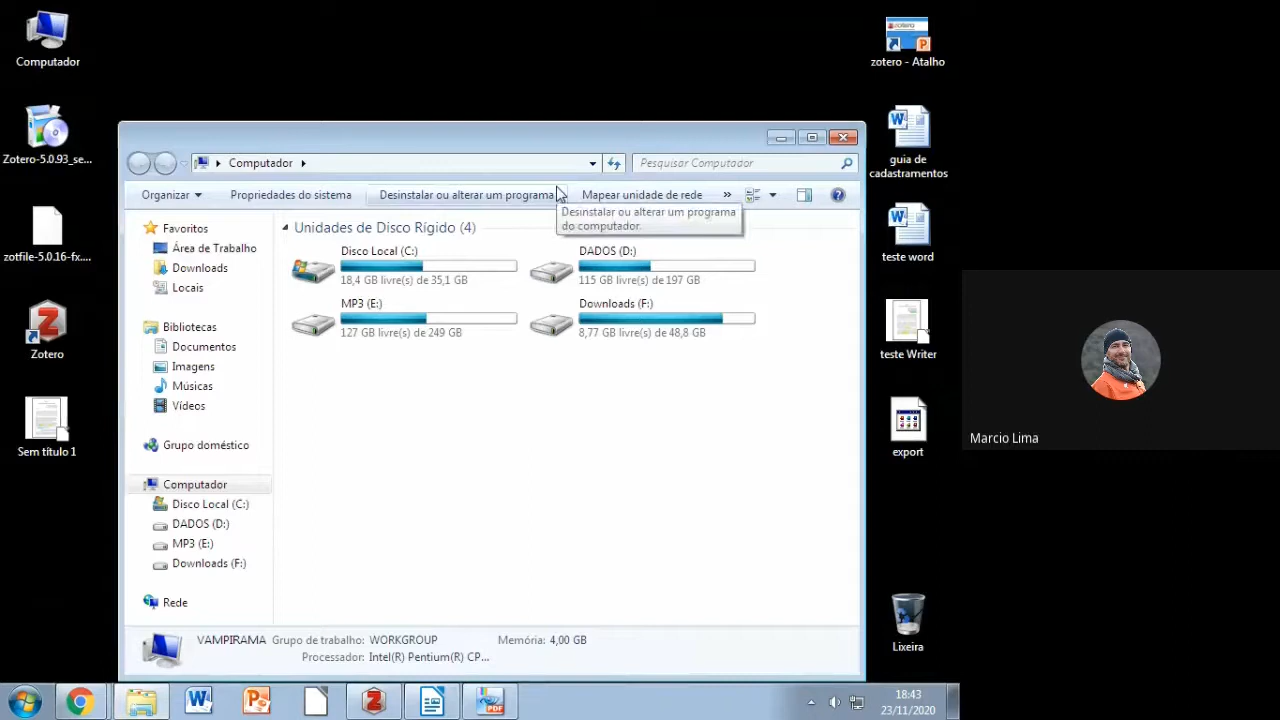 Computador
Zotero-5.0.93_se...
zotfile-5.0.16-fx....
Zotero
Sem título 1
Computador
Pesquisar Computador
Organizar
Propriedades do sistema
Desinstalar ou alterar um programa
Mapear unidade de rede
»
Desinstalar ou alterar um programa
do computador.
Favoritos
Área de Trabalho
Downloads
Locais
Bibliotecas
Documentos
Imagens
Músicas
Vídeos
Grupo doméstico
Computador
Disco Local (C:)
DADOS (D:)
MP3 (E:)
Downloads (F:)
Rede
Unidades de Disco Rígido (4)
Disco Local (C:)
18,4 GB livre(s) de 35,1 GB
DADOS (D:)
115 GB livre(s) de 197 GB
MP3 (E:)
127 GB livre(s) de 249 GB
Downloads (F:)
8,77 GB livre(s) de 48,8 GB
VAMPIRAMA Grupo de trabalho: WORKGROUP Memória: 4,00 GB
Processador: Intel(R) Pentium(R) CP...
zotero - Atalho
guia de
cadastramentos
teste word
teste Writer
export
Lixeira
Marcio Lima
PDF
18:43
23/11/2020